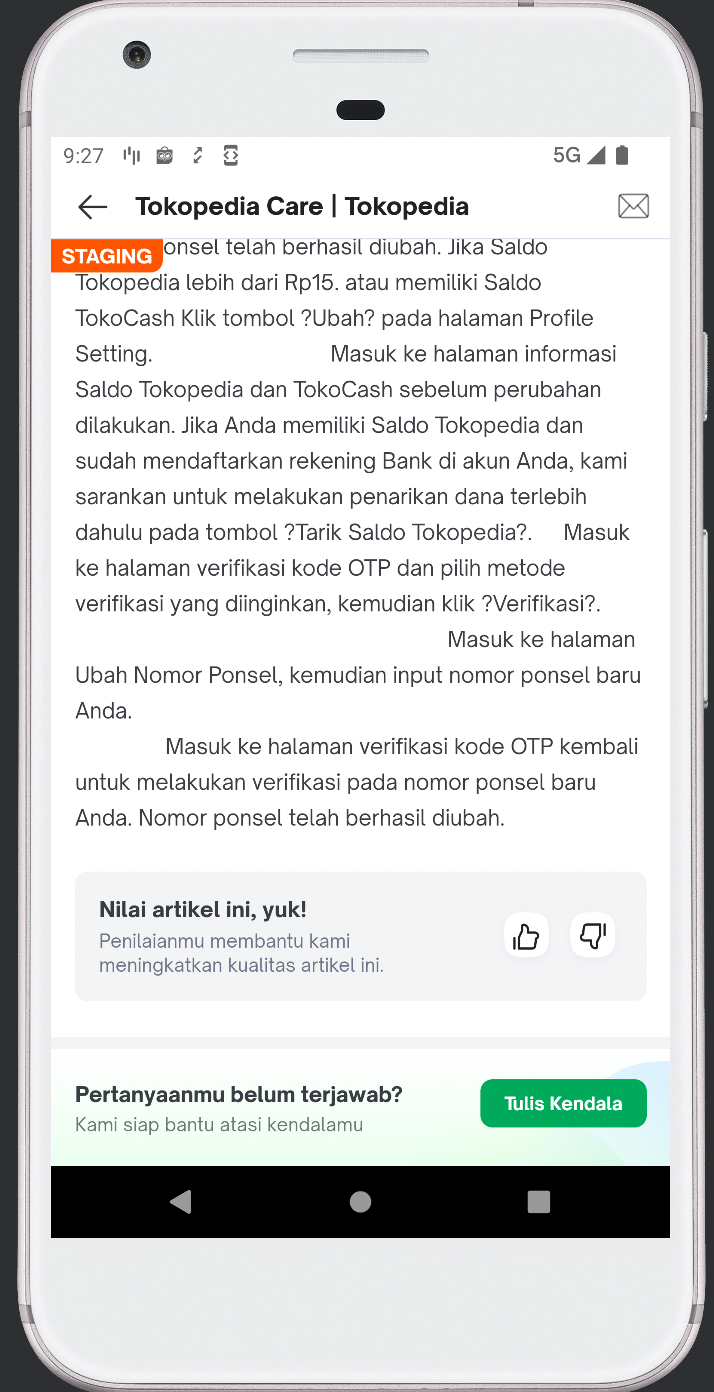 9:27 5G
Tokopedia Care | Tokopedia
STAGING
onsel telah berhasil diubah. Jika Saldo
Tokopedia lebih dari Rp15. atau memiliki Saldo
TokoCash Klik tombol ?Ubah? pada halaman Profile
Setting. Masuk ke halaman informasi
Saldo Tokopedia dan TokoCash sebelum perubahan
dilakukan. Jika Anda memiliki Saldo Tokopedia dan
sudah mendaftarkan rekening Bank di akun Anda, kami
sarankan untuk melakukan penarikan dana terlebih
dahulu pada tombol ?Tarik Saldo Tokopedia?. Masuk
ke halaman verifikasi kode OTP dan pilih metode
verifikasi yang diinginkan, kemudian klik ?Verifikasi?.
Masuk ke halaman
Ubah Nomor Ponsel, kemudian input nomor ponsel baru
Anda.
Masuk ke halaman verifikasi kode OTP kembali
untuk melakukan verifikasi pada nomor ponsel baru
Anda. Nomor ponsel telah berhasil diubah.
Nilai artikel ini, yuk!
Penilaianmu membantu kami
meningkatkan kualitas artikel ini.
Pertanyaanmu belum terjawab?
Kami siap bantu atasi kendalamu
Tulis Kendala